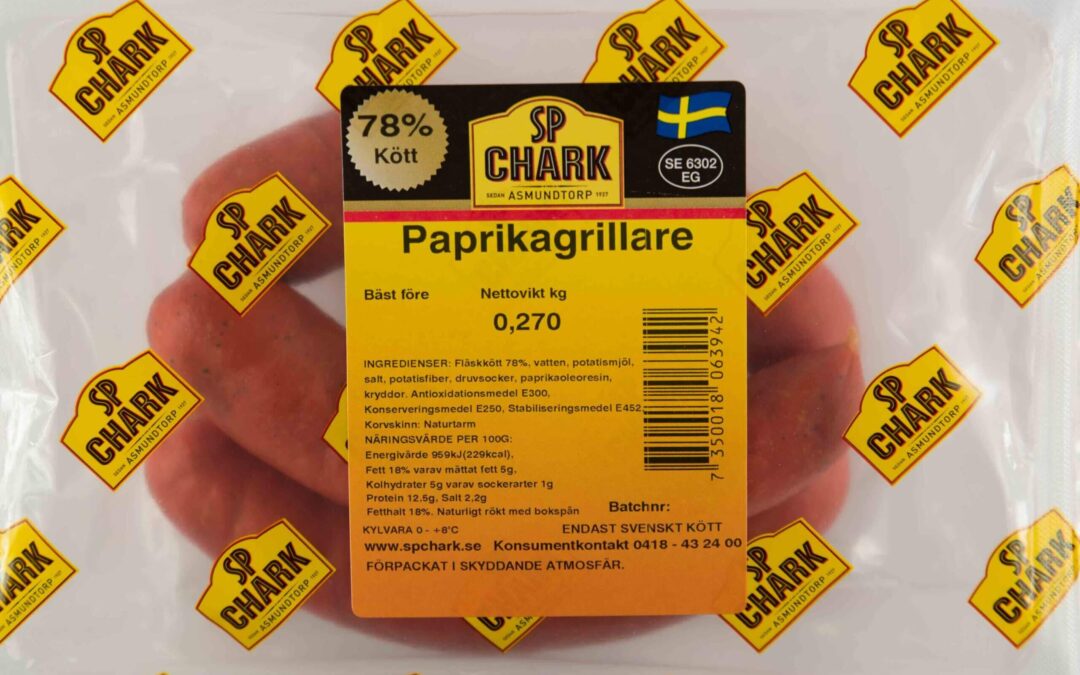 SP
CHARK
SEDAN ASMUNDTORP 1927
78%
Kött
SP
CHARK
SEDAN ASMUNDTORP 1927
SE 6302
EG
Paprikagrillare
Bäst före
Nettovikt kg
0,270
INGREDIENSER: Fläskkött 78%, vatten, potatismjöl,
salt, potatisfiber, druvsocker, paprikaoleoresin,
kryddor. Antioxidationsmedel E300,
Konserveringsmedel E250, Stabiliseringsmedel E452
Korvskinn: Naturtarm
NÄRINGSVÄRDE PER 100G:
Energivärde 959kJ(229kcal),
Fett 18% varav mättat fett 5g,
Kolhydrater 5g varav sockerarter 1g
Protein 12.5g, Salt 2,2g
Fetthalt 18%. Naturligt rökt med bokspån
7 350018 063942
Batchnr:
KYLVARA 0 - +8°C
ENDAST SVENSKT KÖTT
www.spchark.se Konsumentkontakt 0418 - 43 24 00
FÖRPACKAT I SKYDDANDE ATMOSFÄR.